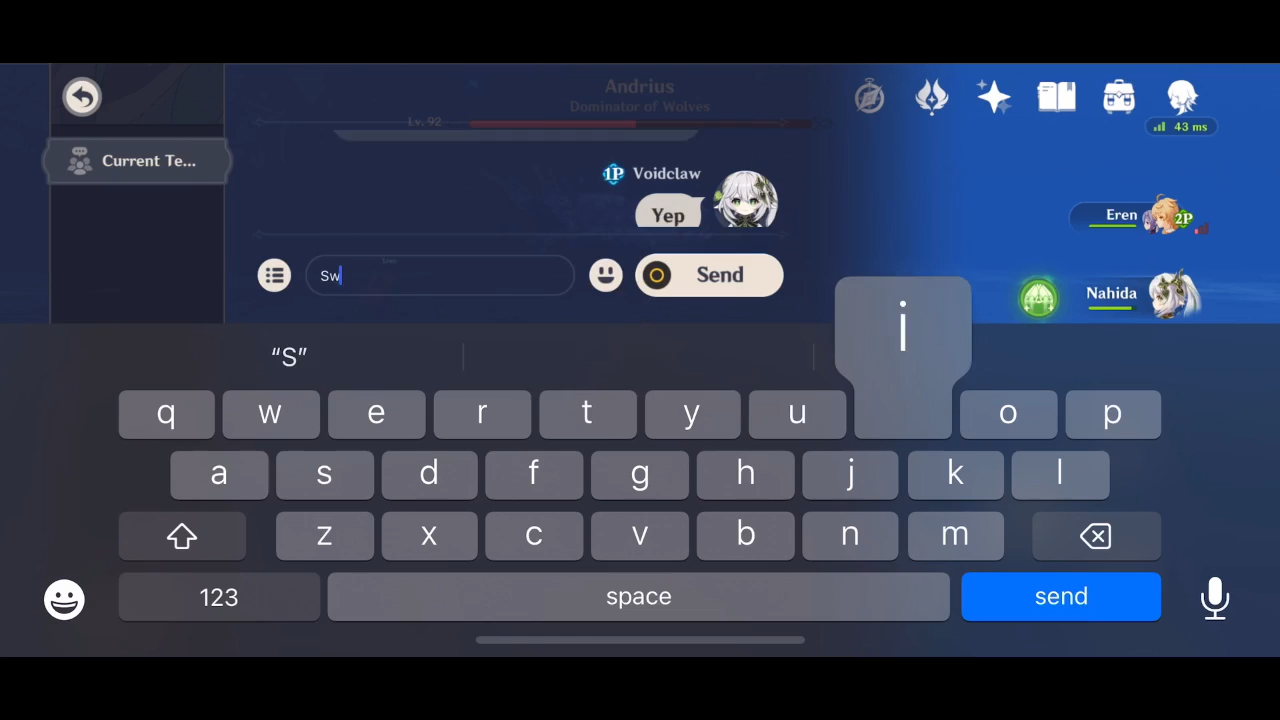 Andrius
Dominator of Wolves
Lv. 92
43 ms
Current Te...
1P Voidclaw
Yep
Eren
2P
Sw
Send
Nahida
i
“S”
q w e r t y u o p
a s d f g h j k l
z x c v b n m
123 space send